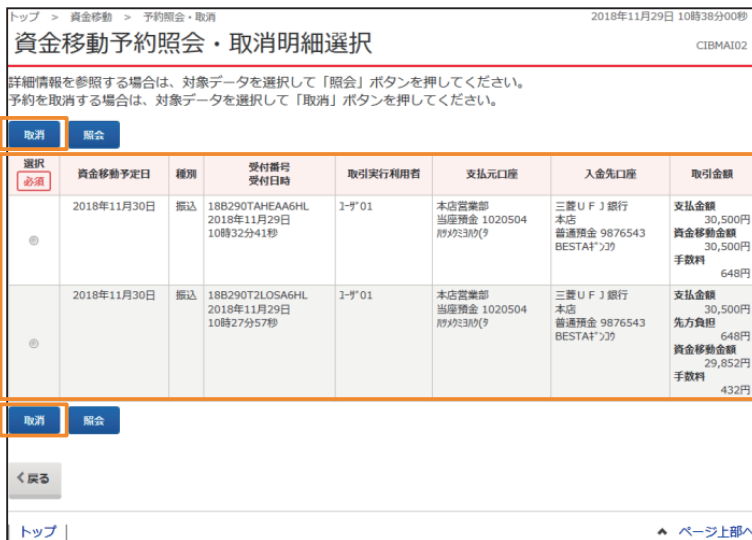 トップ > 資金移動 > 予約照会・取消
2018年11月29日 10時38分00秒
資金移動予約照会・取消明細選択
CIBMAI02
詳細情報を参照する場合は、対象データを選択して「照会」ボタンを押してください。
予約を取消する場合は、対象データを選択して「取消」ボタンを押してください。
取消 照会
選択 必須 資金移動予定日 種別 受付番号 受付日時 取引実行利用者 支払元口座 入金先口座 取引金額
2018年11月30日 振込 18B290TAHEAA6HL ﾕｰｻﾞ01 本店営業部 三菱UFJ銀行 支払金額
2018年11月29日 当座預金 1020504 本店 30,500円
10時32分41秒 普通預金 9876543 資金移動金額
BESTAｷﾞﾝｺｳ 30,500円
手数料
648円
2018年11月30日 振込 18B290T2LOSA6HL ﾕｰｻﾞ01 本店営業部 三菱UFJ銀行 支払金額
2018年11月29日 当座預金 1020504 本店 30,500円
10時27分57秒 普通預金 9876543 先方負担
BESTAｷﾞﾝｺｳ 648円
資金移動金額
29,852円
手数料
432円
取消 照会
戻る
トップ |
ページ上部へ